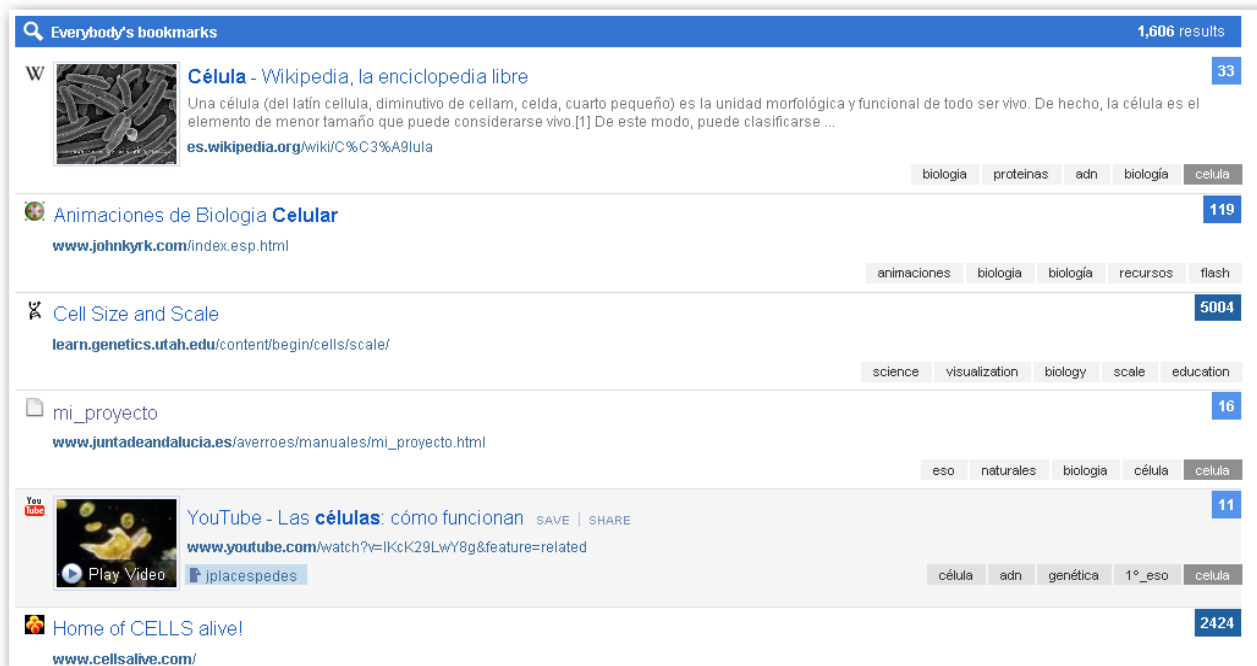 Everybody's bookmarks 1,606 results
W Célula - Wikipedia, la enciclopedia libre 33
Una célula (del latín cellula, diminutivo de cellam, celda, cuarto pequeño) es la unidad morfológica y funcional de todo ser vivo. De hecho, la célula es el
elemento de menor tamaño que puede considerarse vivo.[1] De este modo, puede clasificarse ...
es.wikipedia.org/wiki/C%C3%A9lula
biologia proteinas adn biología celula
Animaciones de Biologia Celular 119
www.johnkyrk.com/index.esp.html
animaciones biologia biología recursos flash
Cell Size and Scale 5004
learn.genetics.utah.edu/content/begin/cells/scale/
science visualization biology scale education
mi_proyecto 16
www.juntadeandalucia.es/averroes/manuales/mi_proyecto.html
eso naturales biologia célula celula
You Tube YouTube - Las células: cómo funcionan SAVE | SHARE 11
www.youtube.com/watch?v=IKcK29LwY8g&feature=related
Play Video jplacespedes célula adn genética 1º_eso celula
Home of CELLS alive! 2424
www.cellsalive.com/